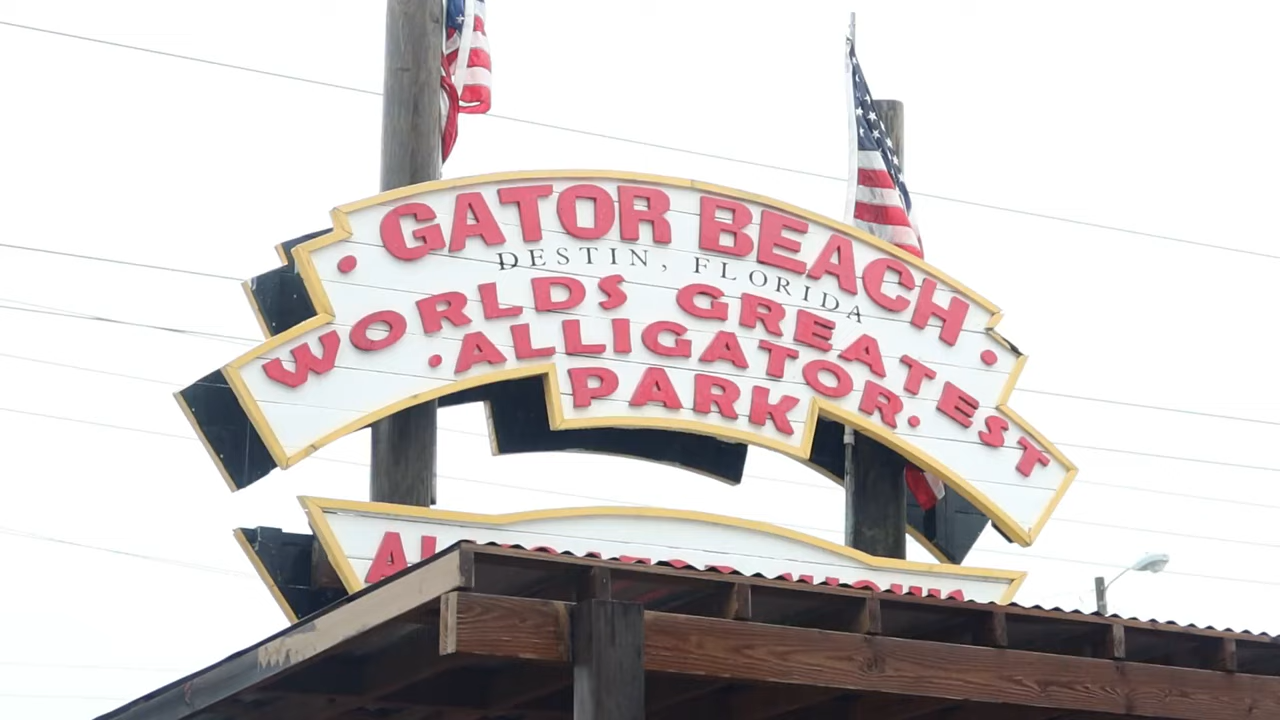 • GATOR BEACH •
DESTIN, FLORIDA
WORLDS GREATEST
• ALLIGATOR •
PARK